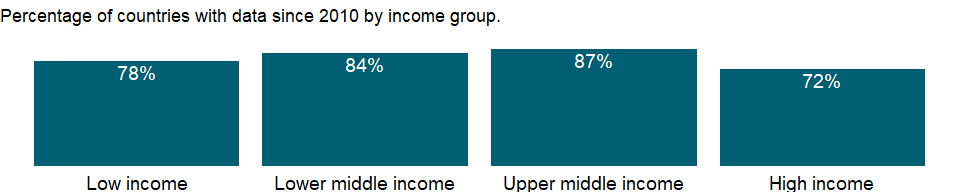 Percentage of countries with data since 2010 by income group.
78%
84%
87%
72%
Low income
Lower middle income
Upper middle income
High income